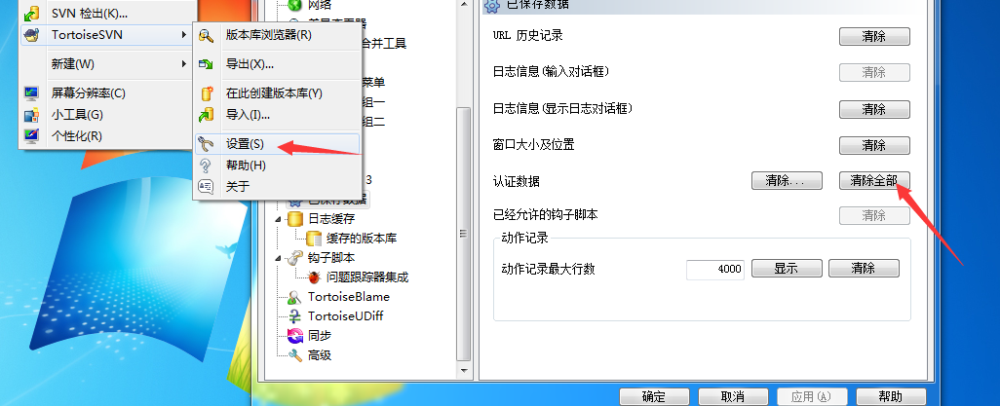 SVN 检出(K)...
TortoiseSVN
新建(W)
屏幕分辨率(C)
小工具(G)
个性化(R)
版本库浏览器(R)
导出(X)...
在此创建版本库(Y)
导入(I)...
设置(S)
帮助(H)
关于
网络
合并工具
菜单
组一
组二
3
已保存数据
日志缓存
缓存的版本库
钩子脚本
问题跟踪器集成
TortoiseBlame
TortoiseUDiff
同步
高级
已保存数据
URL 历史记录
清除
日志信息(输入对话框)
清除
日志信息(显示日志对话框)
清除
窗口大小及位置
清除
认证数据
清除...
清除全部
已经允许的钩子脚本
清除
动作记录
动作记录最大行数
4000
显示
清除
确定
取消
应用(A)
帮助